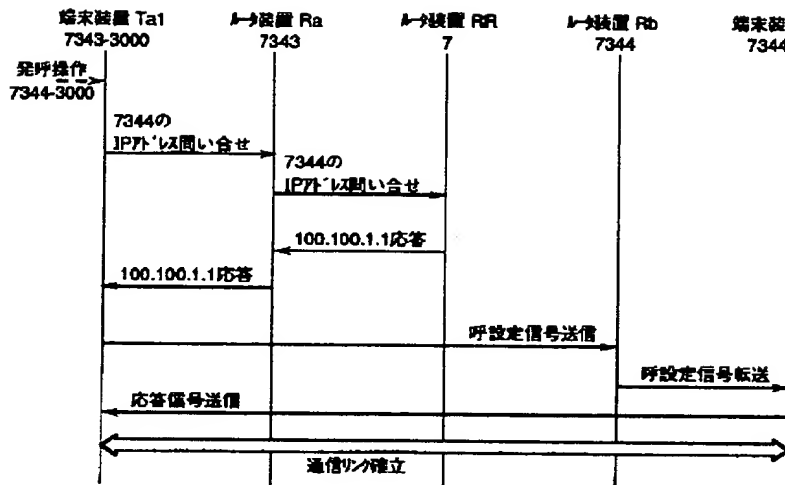 端末装置 Ta1
7343-3000
ルータ装置 Ra
7343
ルータ装置 RR
7
ルータ装置 Rb
7344
端末装
7344
発呼操作
7344-3000
7344の
IPアドレス問い合せ
7344の
IPアドレス問い合せ
100.100.1.1応答
100.100.1.1応答
呼設定信号送信
呼設定信号転送
応答信号送信
通信リンク確立